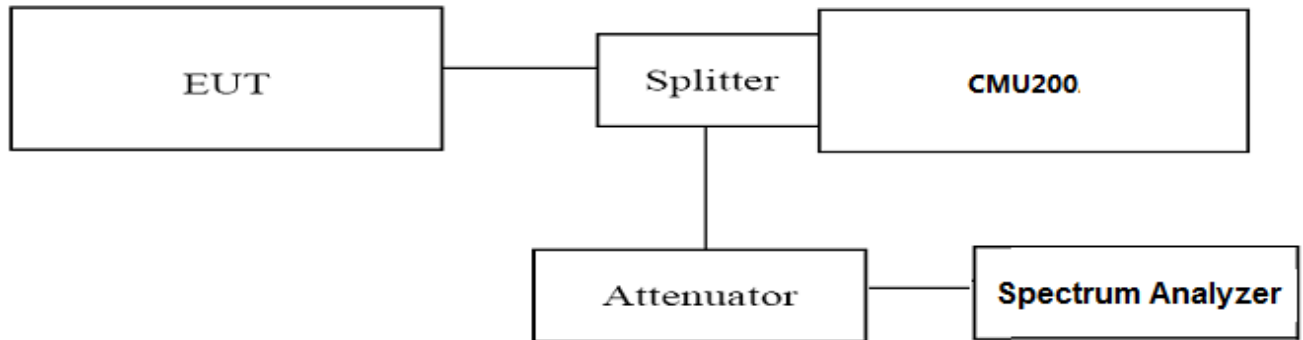 EUT
Splitter
CMU200
Attenuator
Spectrum Analyzer